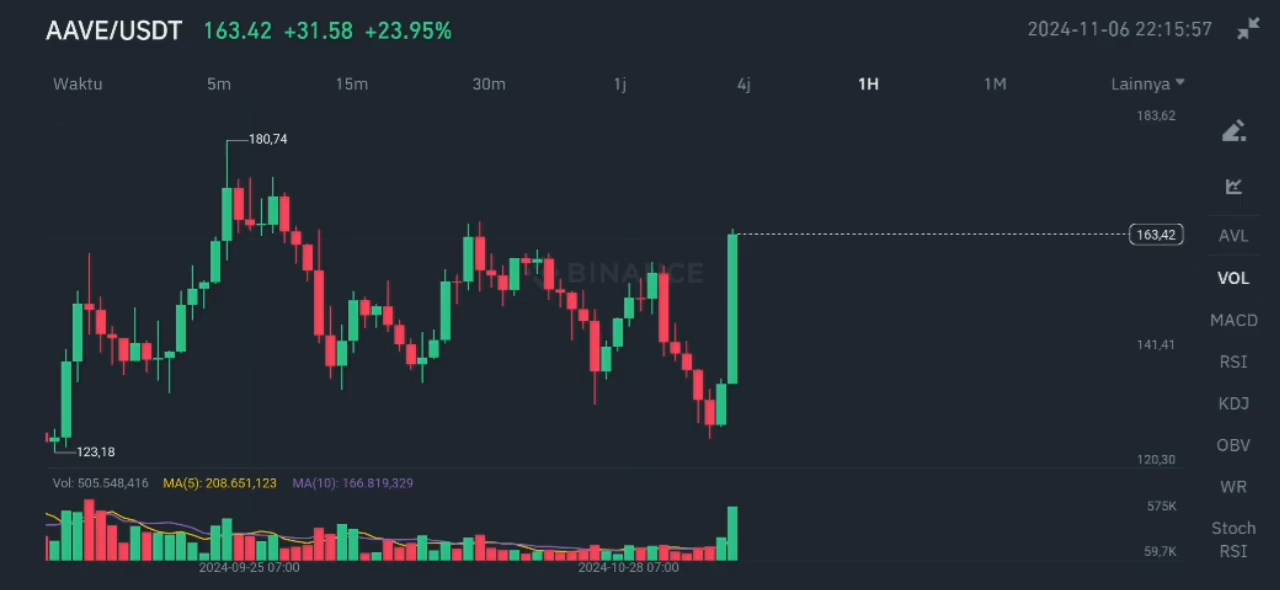 AAVE/USDT 163.42 +31.58 +23.95% 2024-11-06 22:15:57
Waktu 5m 15m 30m 1j 4j 1H 1M Lainnya
183,62
180,74
163,42
AVL
BINANCE
VOL
MACD
141,41
RSI
KDJ
OBV
123,18
120,30
Vol: 505.548,416 MA(5): 208.651,123 MA(10): 166.819,329
WR
575K
Stoch
RSI
59,7K
2024-09-25 07:00 2024-10-28 07:00